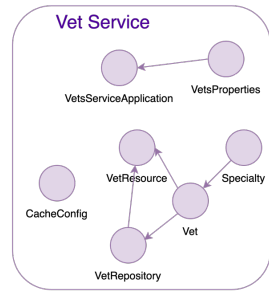 Vet Service
VetsServiceApplication
VetsProperties
VetResource
Specialty
CacheConfig
Vet
VetRepository